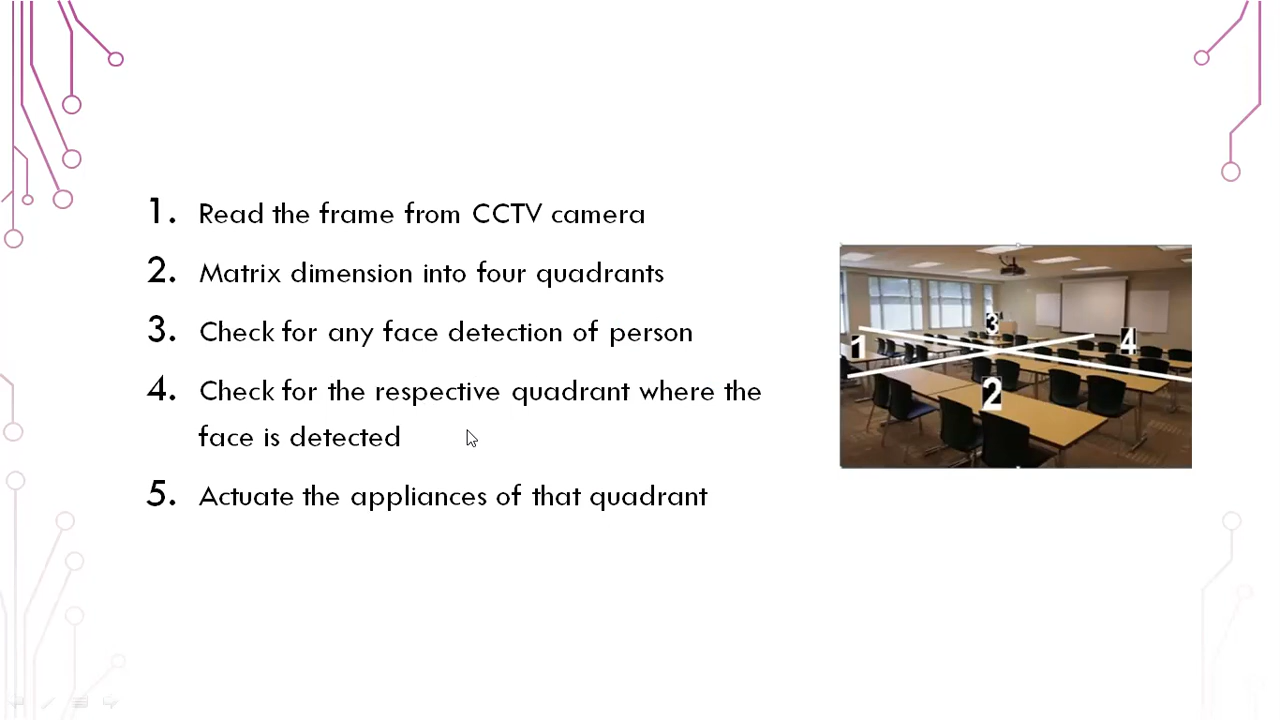 1. Read the frame from CCTV camera
2. Matrix dimension into four quadrants
3. Check for any face detection of person
4. Check for the respective quadrant where the
face is detected
5. Actuate the appliances of that quadrant
3
1
4
2